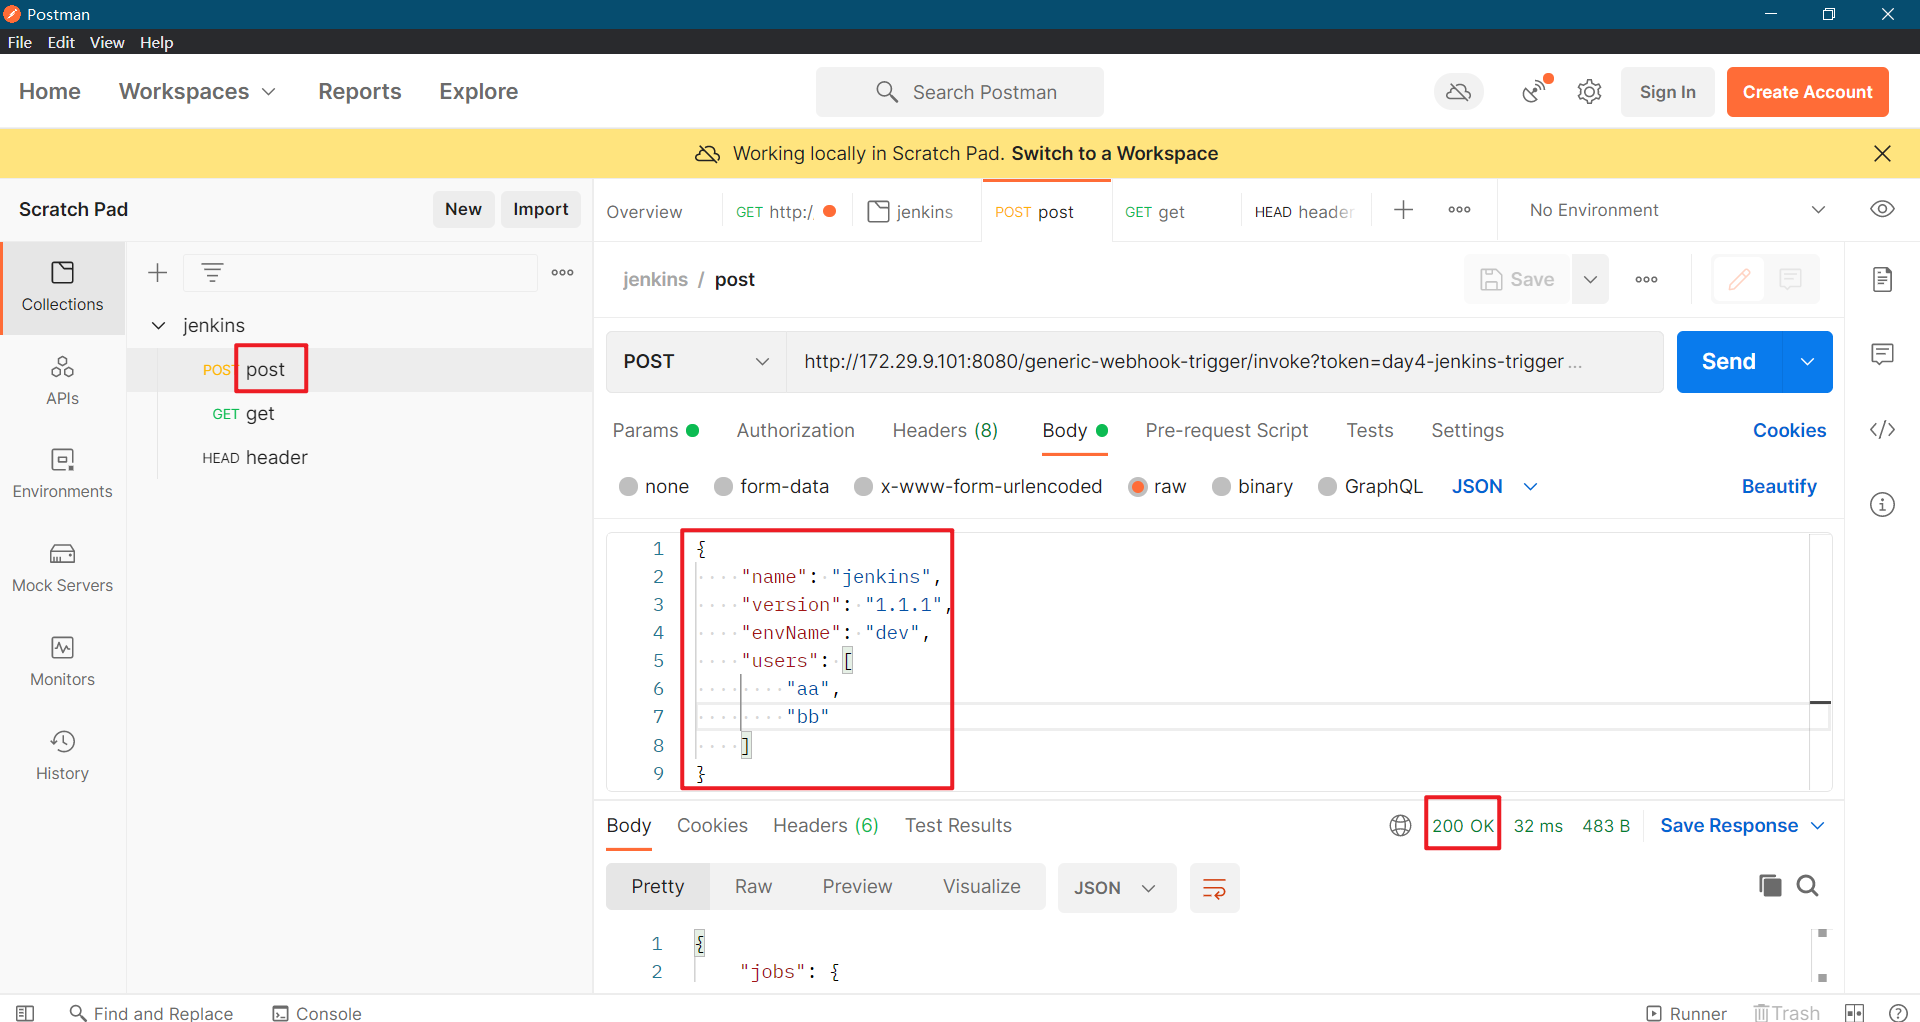 Postman
File Edit View Help
Home Workspaces Reports Explore Search Postman Sign In Create Account
Working locally in Scratch Pad. Switch to a Workspace
Scratch Pad New Import
Overview GET http:/ jenkins POST post GET get HEAD header No Environment
Collections
APIs
Environments
Mock Servers
Monitors
History
jenkins
POST post
GET get
HEAD header
jenkins / post Save
POST http://172.29.9.101:8080/generic-webhook-trigger/invoke?token=day4-jenkins-trigger ... Send
Params Authorization Headers (8) Body Pre-request Script Tests Settings Cookies
none form-data x-www-form-urlencoded raw binary GraphQL JSON Beautify
1 {
2 "name": "jenkins",
3 "version": "1.1.1",
4 "envName": "dev",
5 "users": [
6 "aa",
7 "bb"
8 ]
9 }
Body Cookies Headers (6) Test Results 200 OK 32 ms 483 B Save Response
Pretty Raw Preview Visualize JSON
1 {
2 "jobs": {
Find and Replace Console Runner Trash